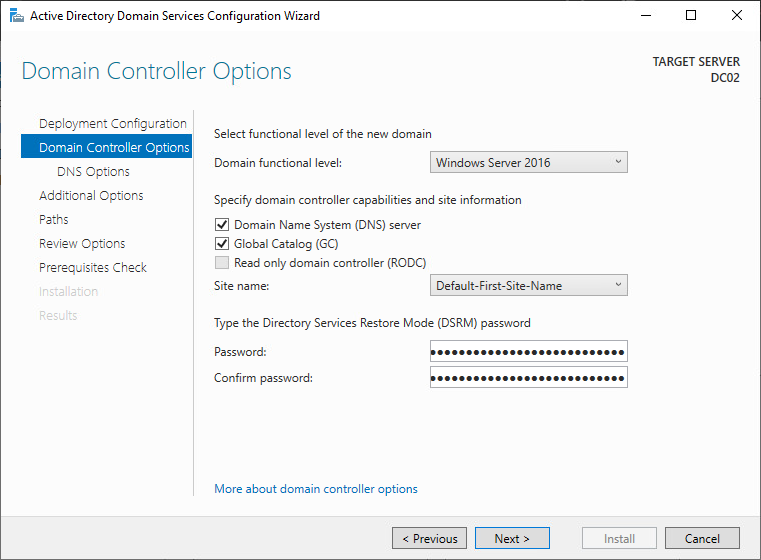 Active Directory Domain Services Configuration Wizard
Domain Controller Options
TARGET SERVER
DC02
Deployment Configuration
Domain Controller Options
DNS Options
Additional Options
Paths
Review Options
Prerequisites Check
Installation
Results
Select functional level of the new domain
Domain functional level: Windows Server 2016
Specify domain controller capabilities and site information
Domain Name System (DNS) server
Global Catalog (GC)
Read only domain controller (RODC)
Site name: Default-First-Site-Name
Type the Directory Services Restore Mode (DSRM) password
Password: ●●●●●●●●●●●●●●●●●●●●●●●●●●●
Confirm password: ●●●●●●●●●●●●●●●●●●●●●●●●●●●
More about domain controller options
< Previous Next > Install Cancel